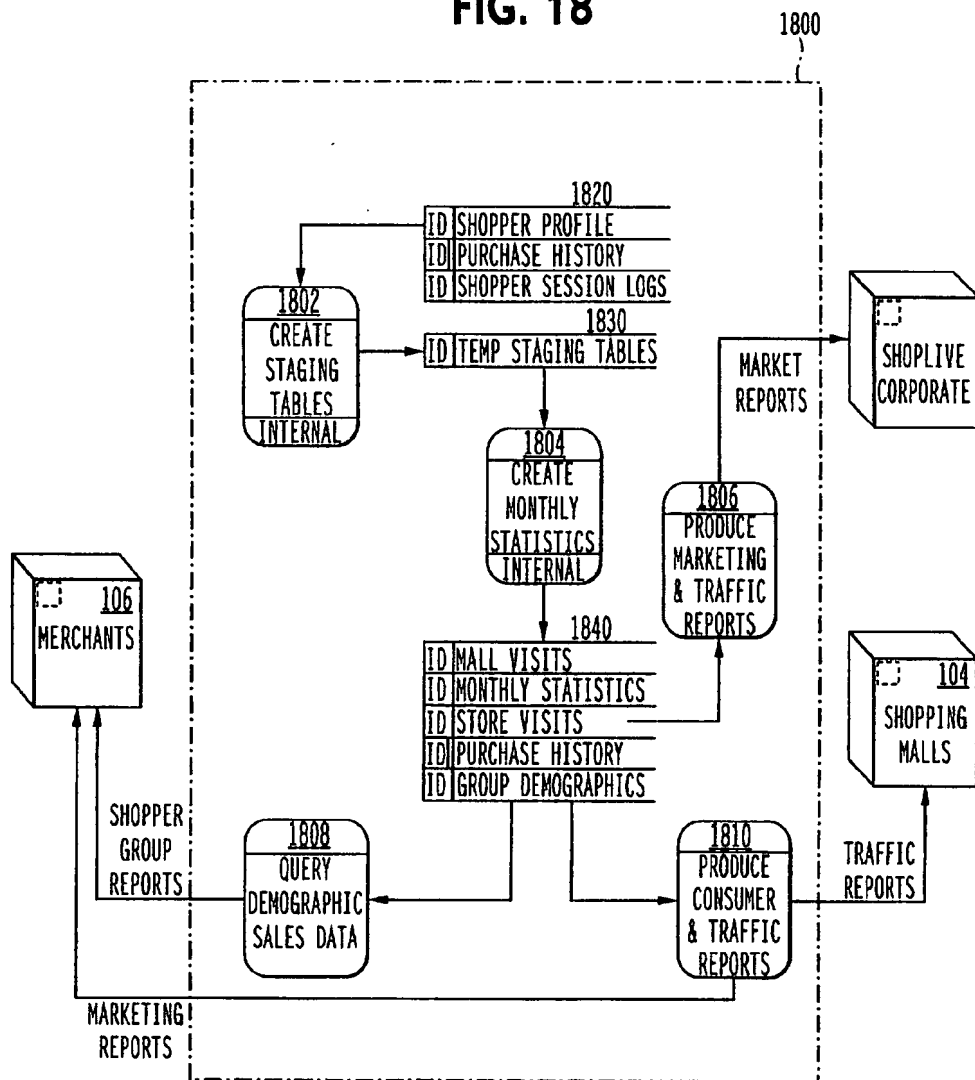 FIG. 18
1800
1820
ID SHOPPER PROFILE
ID PURCHASE HISTORY
ID SHOPPER SESSION LOGS
1830
ID TEMP STAGING TABLES
1802
CREATE
STAGING
TABLES
INTERNAL
1804
CREATE
MONTHLY
STATISTICS
INTERNAL
MARKET
REPORTS
SHOPLIVE
CORPORATE
1806
PRODUCE
MARKETING
& TRAFFIC
REPORTS
106
MERCHANTS
1840
ID MALL VISITS
ID MONTHLY STATISTICS
ID STORE VISITS
ID PURCHASE HISTORY
ID GROUP DEMOGRAPHICS
104
SHOPPING
MALLS
SHOPPER
GROUP
REPORTS
1808
QUERY
DEMOGRAPHIC
SALES DATA
1810
PRODUCE
CONSUMER
& TRAFFIC
REPORTS
TRAFFIC
REPORTS
MARKETING
REPORTS